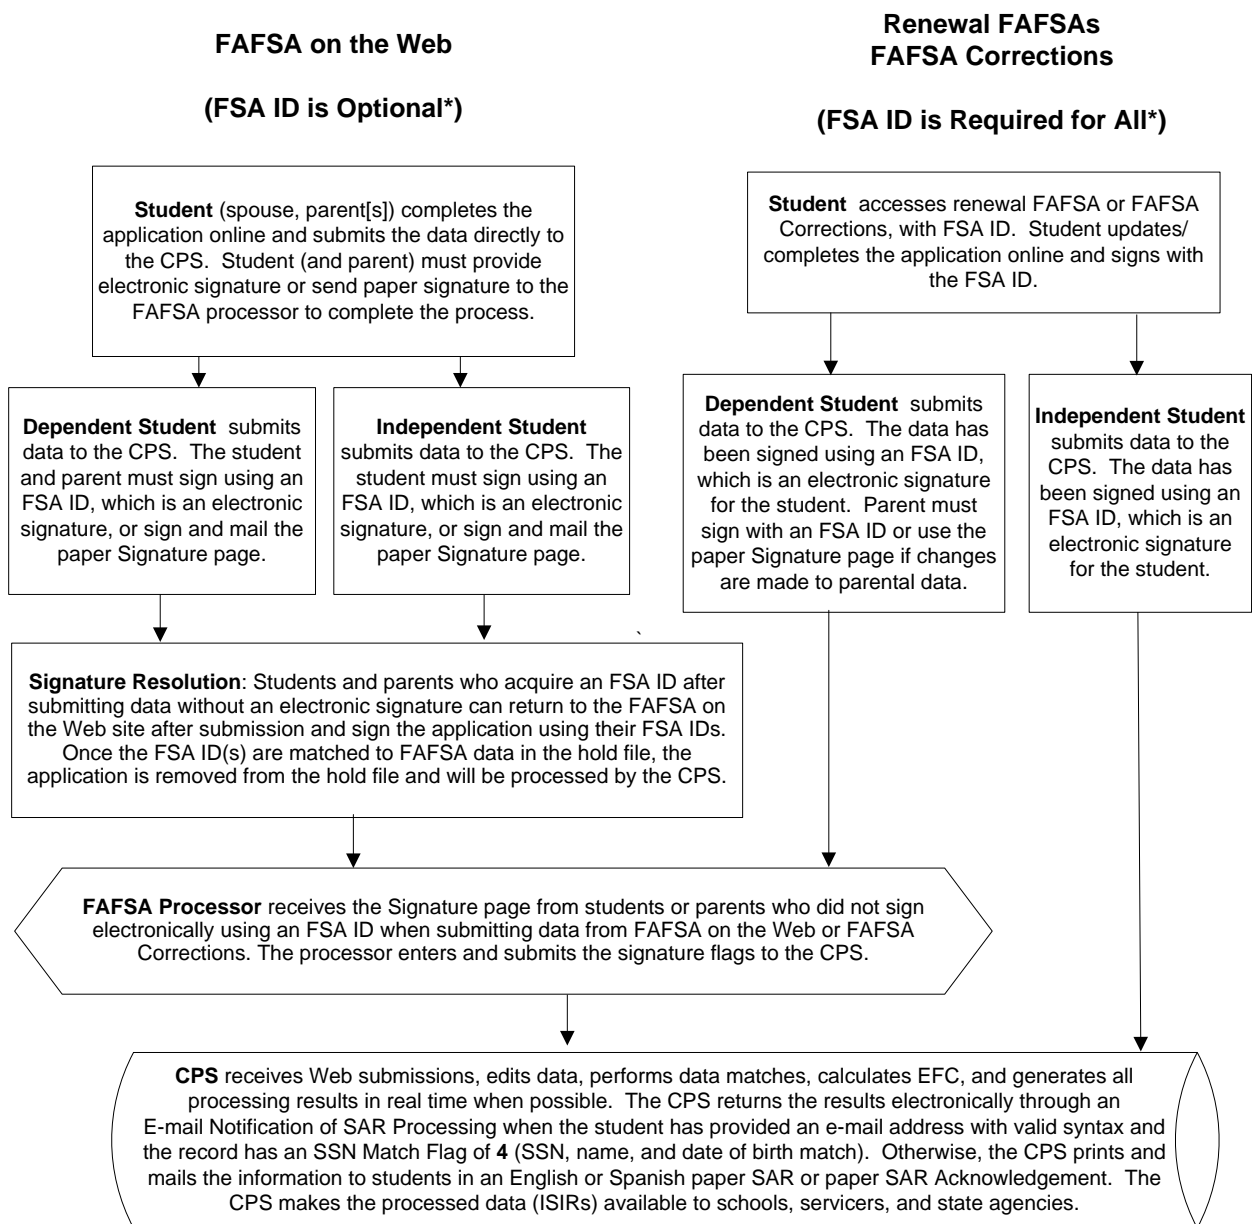 FAFSA on the Web
(FSA ID is Optional*)
Renewal FAFSAs
FAFSA Corrections
(FSA ID is Required for All*)
Student (spouse, parent[s]) completes the
application online and submits the data directly to
the CPS. Student (and parent) must provide
electronic signature or send paper signature to the
FAFSA processor to complete the process.
Student accesses renewal FAFSA or FAFSA
Corrections, with FSA ID. Student updates/
completes the application online and signs with
the FSA ID.
Dependent Student submits
data to the CPS. The student
and parent must sign using an
FSA ID, which is an electronic
signature, or sign and mail the
paper Signature page.
Independent Student
submits data to the CPS. The
student must sign using an
FSA ID, which is an electronic
signature, or sign and mail the
paper Signature page.
Dependent Student submits
data to the CPS. The data has
been signed using an FSA ID,
which is an electronic signature
for the student. Parent must
sign with an FSA ID or use the
paper Signature page if changes
are made to parental data.
Independent Student
submits data to the
CPS. The data has
been signed using an
FSA ID, which is an
electronic signature
for the student.
`
Signature Resolution: Students and parents who acquire an FSA ID after
submitting data without an electronic signature can return to the FAFSA on
the Web site after submission and sign the application using their FSA IDs.
Once the FSA ID(s) are matched to FAFSA data in the hold file, the
application is removed from the hold file and will be processed by the CPS.
FAFSA Processor receives the Signature page from students or parents who did not sign
electronically using an FSA ID when submitting data from FAFSA on the Web or FAFSA
Corrections. The processor enters and submits the signature flags to the CPS.
CPS receives Web submissions, edits data, performs data matches, calculates EFC, and generates all
processing results in real time when possible. The CPS returns the results electronically through an
E-mail Notification of SAR Processing when the student has provided an e-mail address with valid syntax and
the record has an SSN Match Flag of 4 (SSN, name, and date of birth match). Otherwise, the CPS prints and
mails the information to students in an English or Spanish paper SAR or paper SAR Acknowledgement. The
CPS makes the processed data (ISIRs) available to schools, servicers, and state agencies.